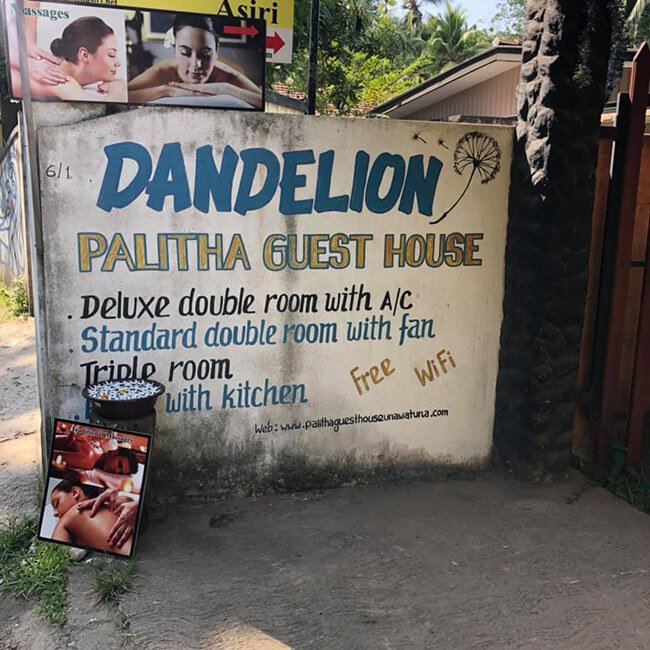 Massages
Asiri
6/1
DANDELION
PALITHA GUEST HOUSE
. Deluxe double room with A/C
. Standard double room with fan
. Triple room
with kitchen
Free WiFi
Web: www.palithaguesthouseunawatuna.com